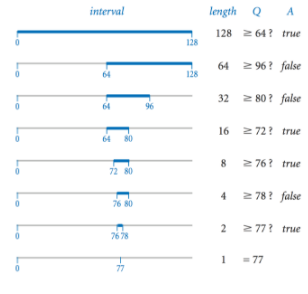 interval length Q A
0 128 128 ≥ 64 ? true
0 64 128 64 ≥ 96 ? false
0 64 96 32 ≥ 80 ? false
0 64 80 16 ≥ 72 ? true
0 72 80 8 ≥ 76 ? true
0 76 80 4 ≥ 78 ? false
0 76 78 2 ≥ 77 ? true
0 77 1 = 77